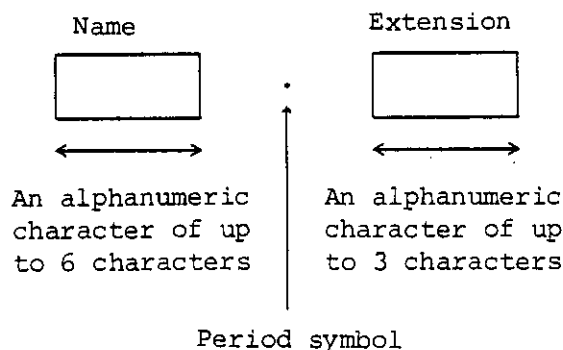 Name
Extension
.
An alphanumeric
character of up
to 6 characters
An alphanumeric
character of up
to 3 characters
Period symbol